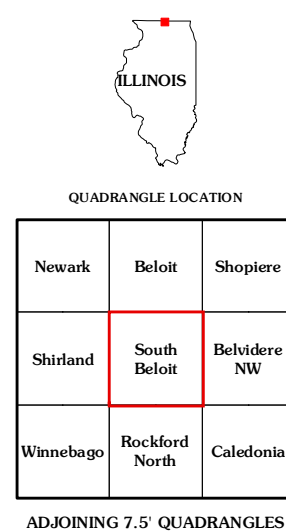 ILLINOIS
QUADRANGLE LOCATION
Newark
Beloit
Shopiere
Shirland
South
Beloit
Belvidere
NW
Winnebago
Rockford
North
Caledonia
ADJOINING 7.5' QUADRANGLES